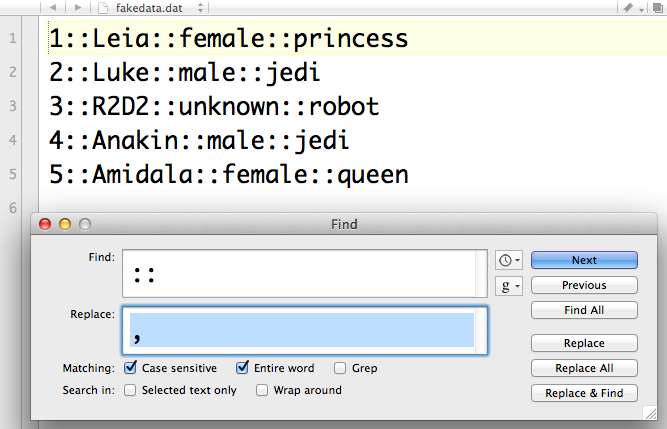 fakedata.dat
1 1::Leia::female::princess
2 2::Luke::male::jedi
3 3::R2D2::unknown::robot
4 4::Anakin::male::jedi
5 5::Amidala::female::queen
6
Find
Find: :: g Next
Previous
Find All
Replace: , Replace
Matching: Case sensitive Entire word Grep Replace All
Search in: Selected text only Wrap around Replace & Find